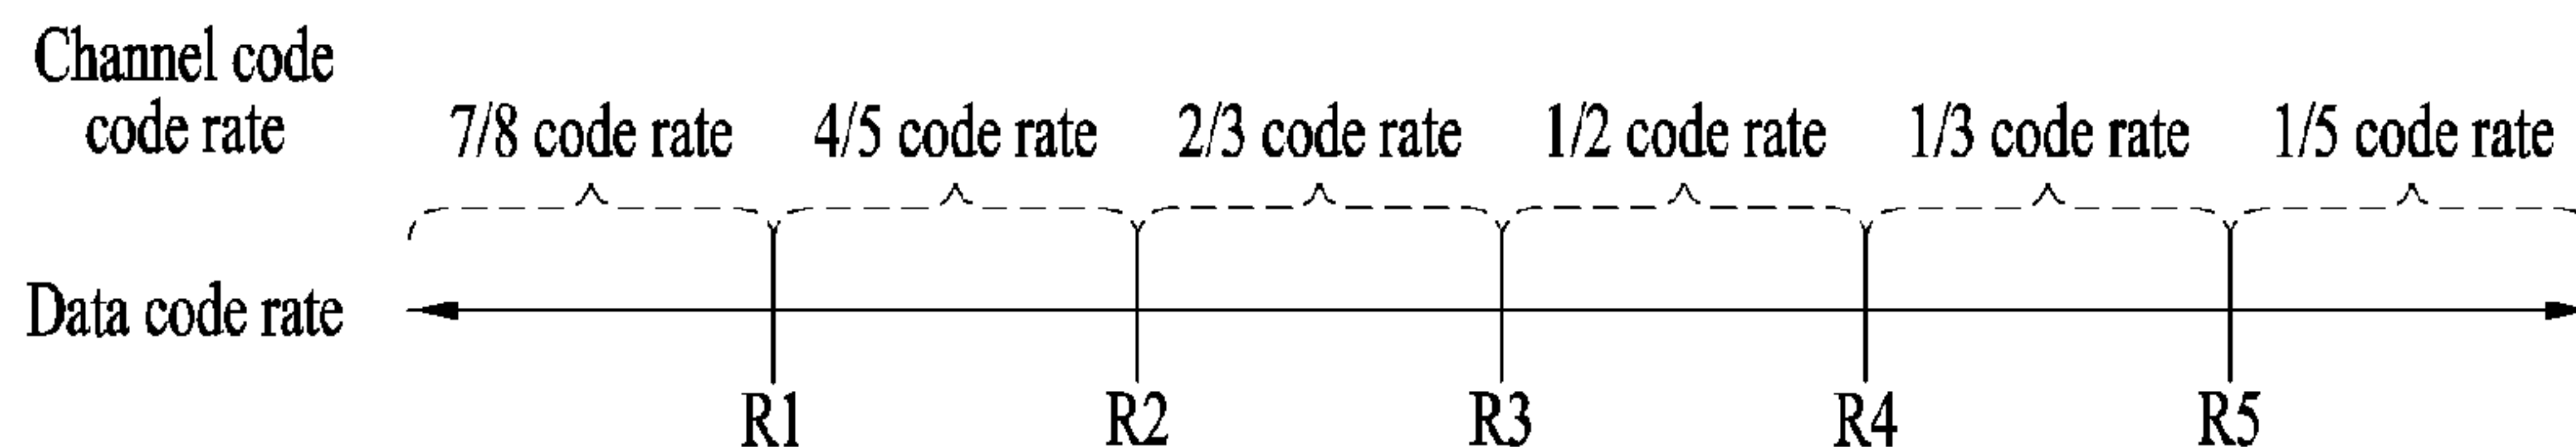 Channel code
code rate
7/8 code rate 4/5 code rate 2/3 code rate 1/2 code rate 1/3 code rate 1/5 code rate
Data code rate
R1 R2 R3 R4 R5